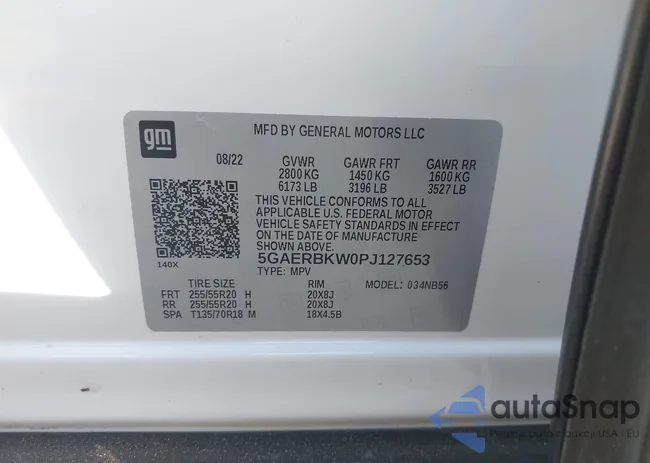 gm
MFD BY GENERAL MOTORS LLC
08/22 GVWR GAWR FRT GAWR RR
2800 KG 1450 KG 1600 KG
6173 LB 3196 LB 3527 LB
THIS VEHICLE CONFORMS TO ALL
APPLICABLE U.S. FEDERAL MOTOR
VEHICLE SAFETY STANDARDS IN EFFECT
ON THE DATE OF MANUFACTURE
SHOWN ABOVE.
140X
5GAERBKW0PJ127653
TYPE: MPV
TIRE SIZE RIM MODEL: 034NB56
FRT 255/55R20 H 20X8J
RR 255/55R20 H 20X8J
SPA T135/70R18 M 18X4.5B
autoSnap
USA - EU